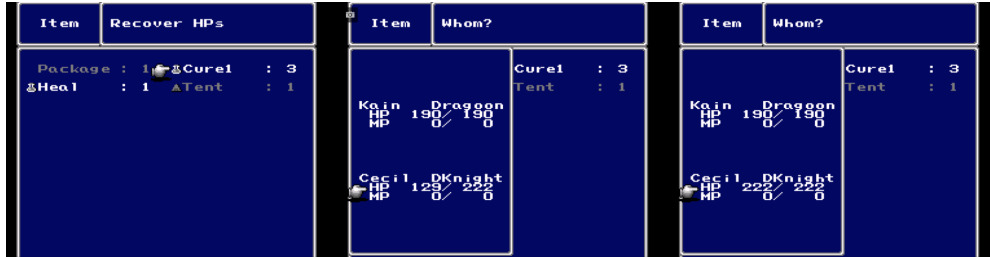 Item Recover HPs
Package : 1 Cure1 : 3
Heal : 1 Tent : 1
Item Whom?
Cure1 : 3
Tent : 1
Kain Dragoon
HP 190/ 190
MP 0/ 0
Cecil DKnight
HP 129/ 222
MP 0/ 0
Item Whom?
Cure1 : 3
Tent : 1
Kain Dragoon
HP 190/ 190
MP 0/ 0
Cecil DKnight
HP 222/ 222
MP 0/ 0